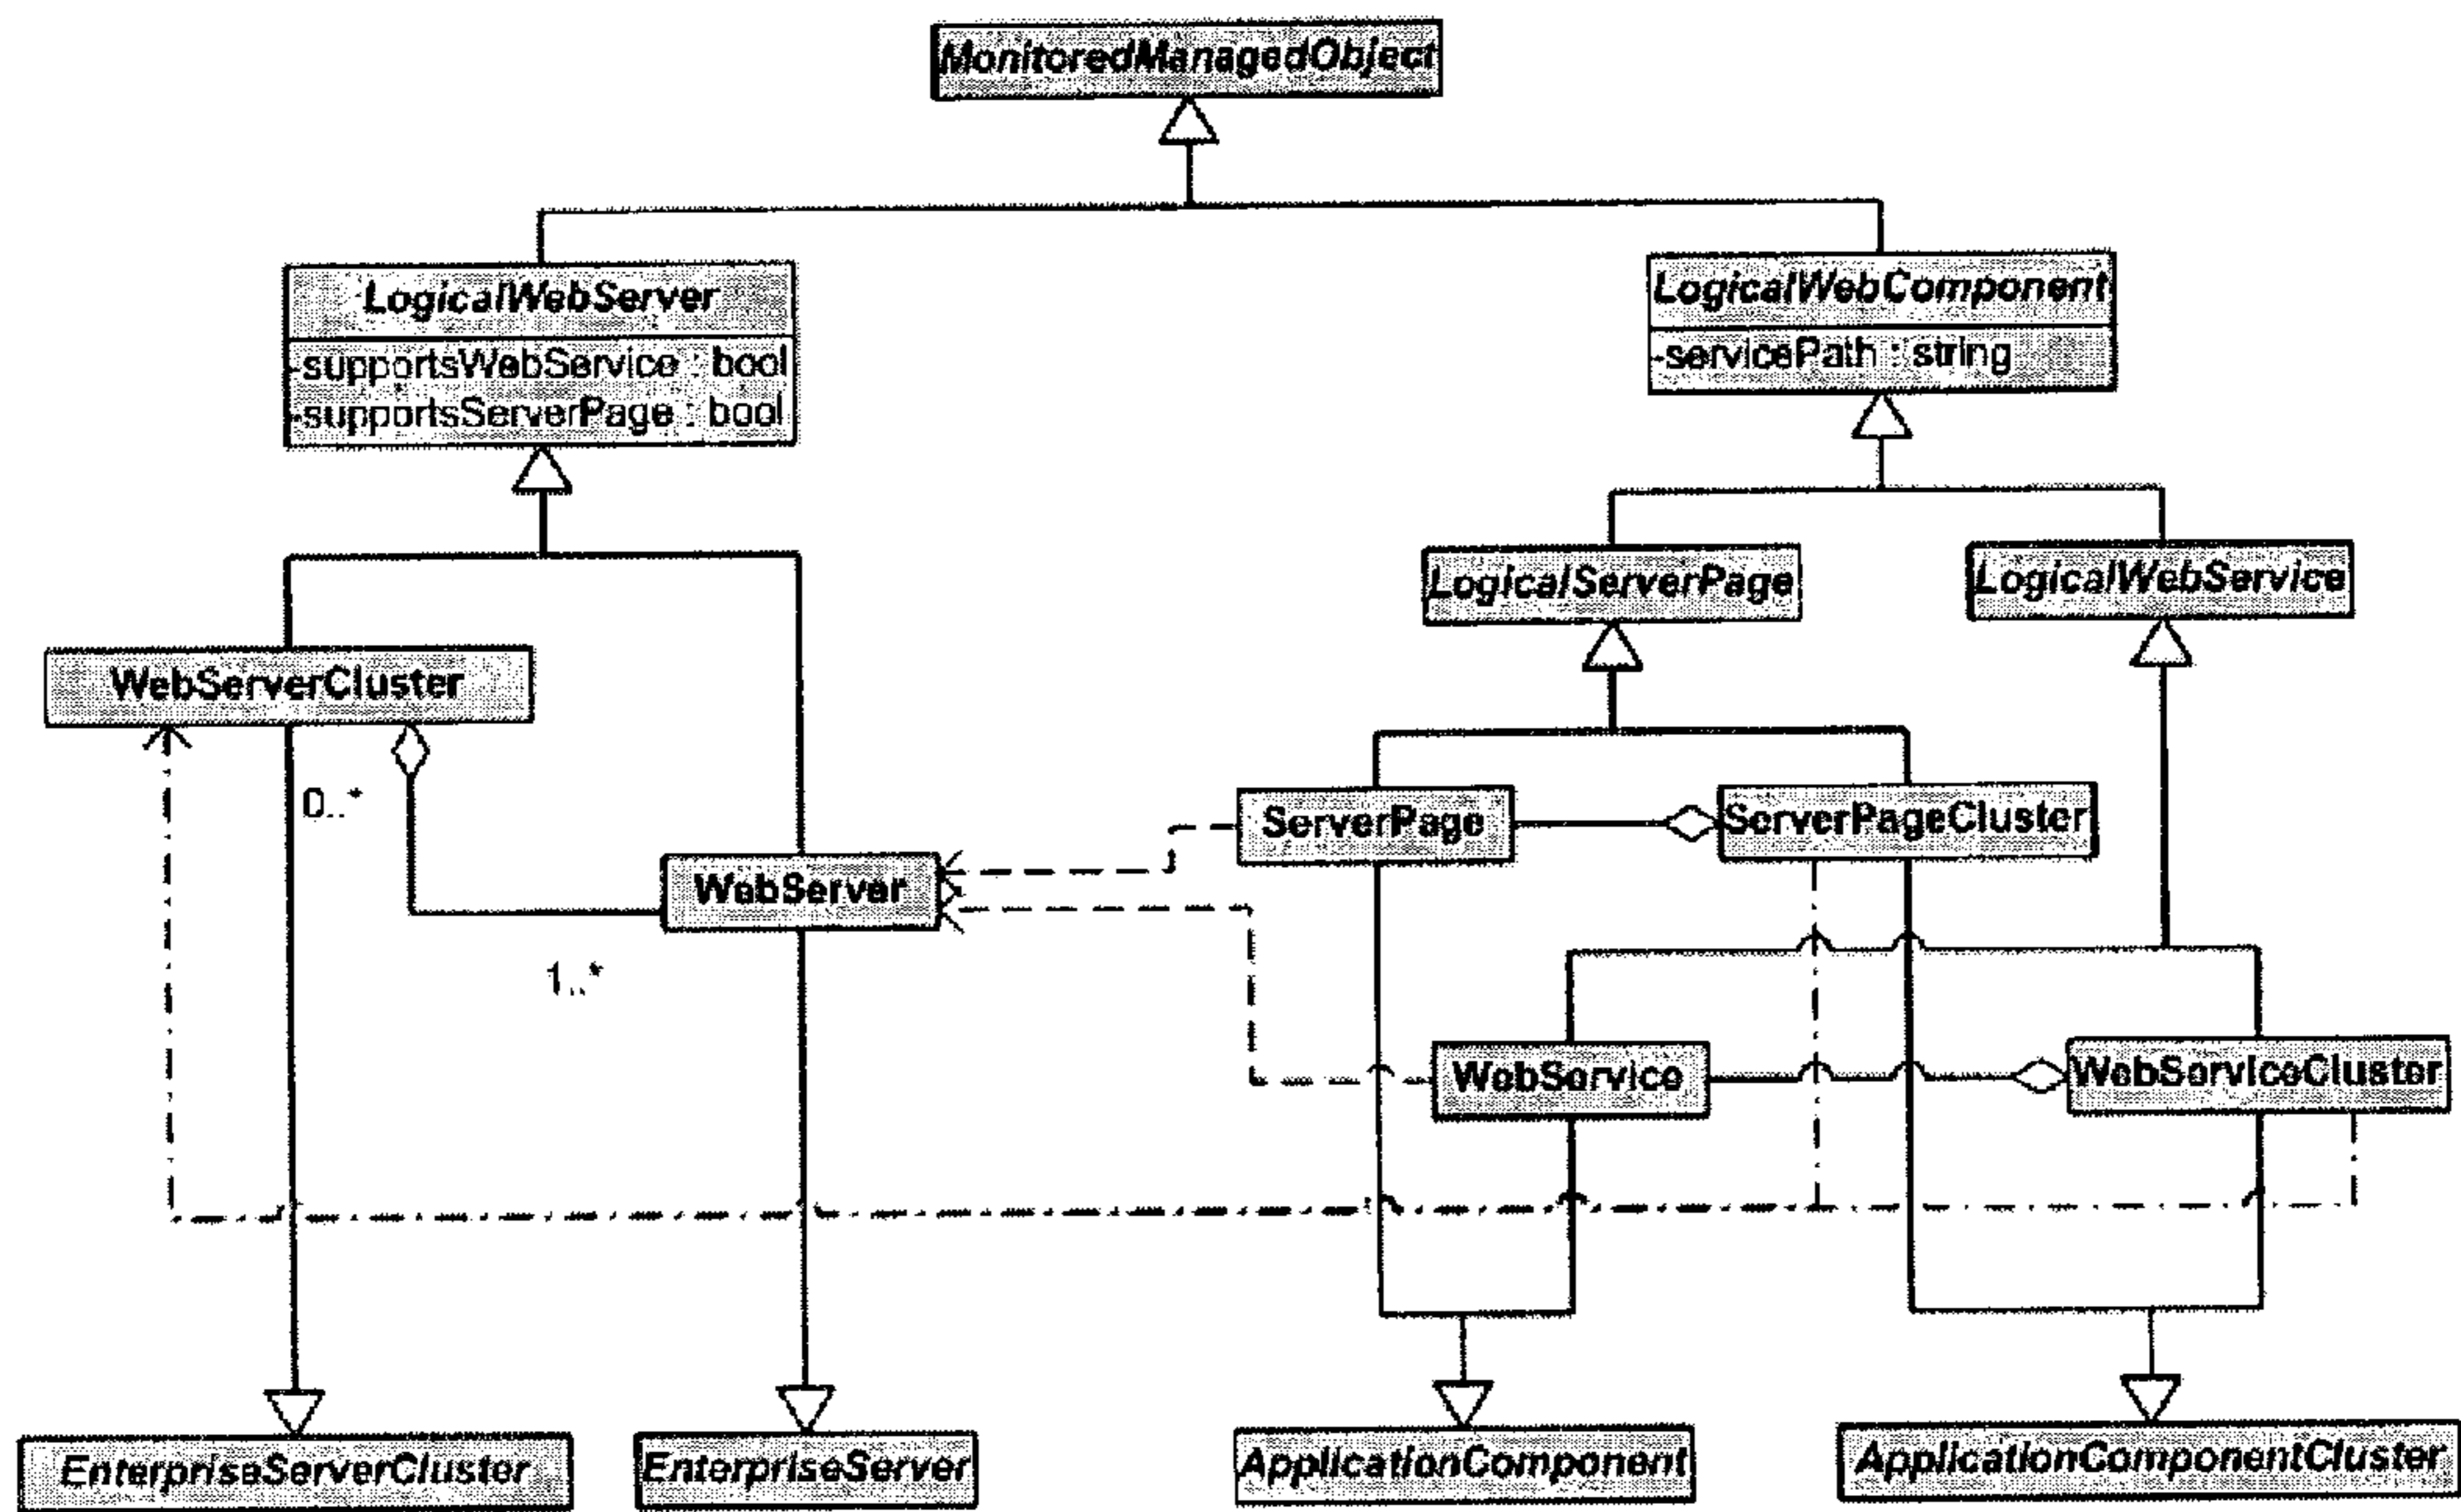 MonitoredManagedObject
LogicalWebServer
-supportsWebService : bool
-supportsServerPage : bool
LogicalWebComponent
-servicePath : string
LogicalServerPage
LogicalWebService
WebServerCluster
0..*
ServerPage
ServerPageCluster
WebServer
1..*
WebService
WebServiceCluster
EnterpriseServerCluster
EnterpriseServer
ApplicationComponent
ApplicationComponentCluster